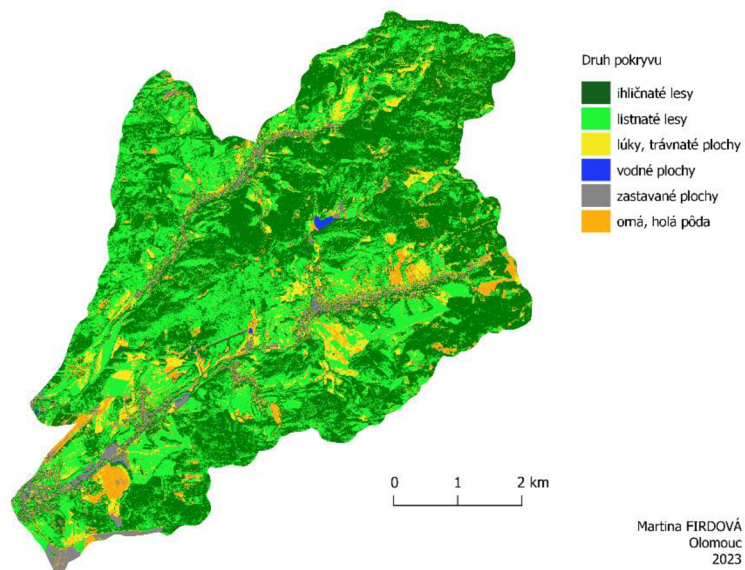 Druh pokryvu
ihličnaté lesy
listnaté lesy
lúky, trávnaté plochy
vodné plochy
zastavané plochy
orná, holá pôda
0 1 2 km
Martina FIRDOVÁ
Olomouc
2023